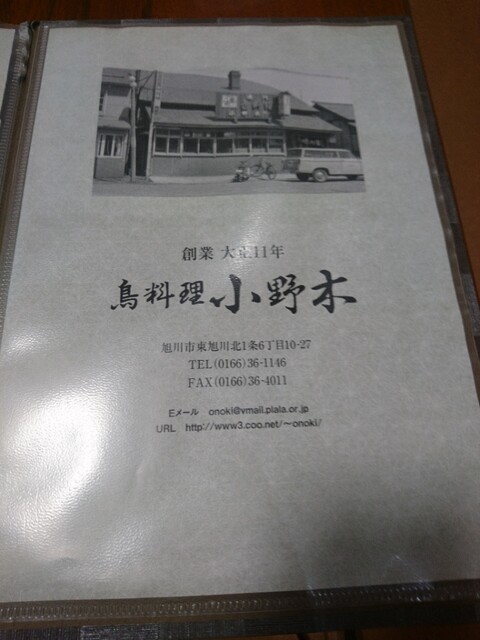 創業 大正11年
鳥料理 小野木
旭川市東旭川北1条6丁目10-27
TEL(0166)36-1146
FAX(0166)36-4011
Eメール onoki@vmail.plala.or.jp
URL http://www3.coo.net/～onoki/